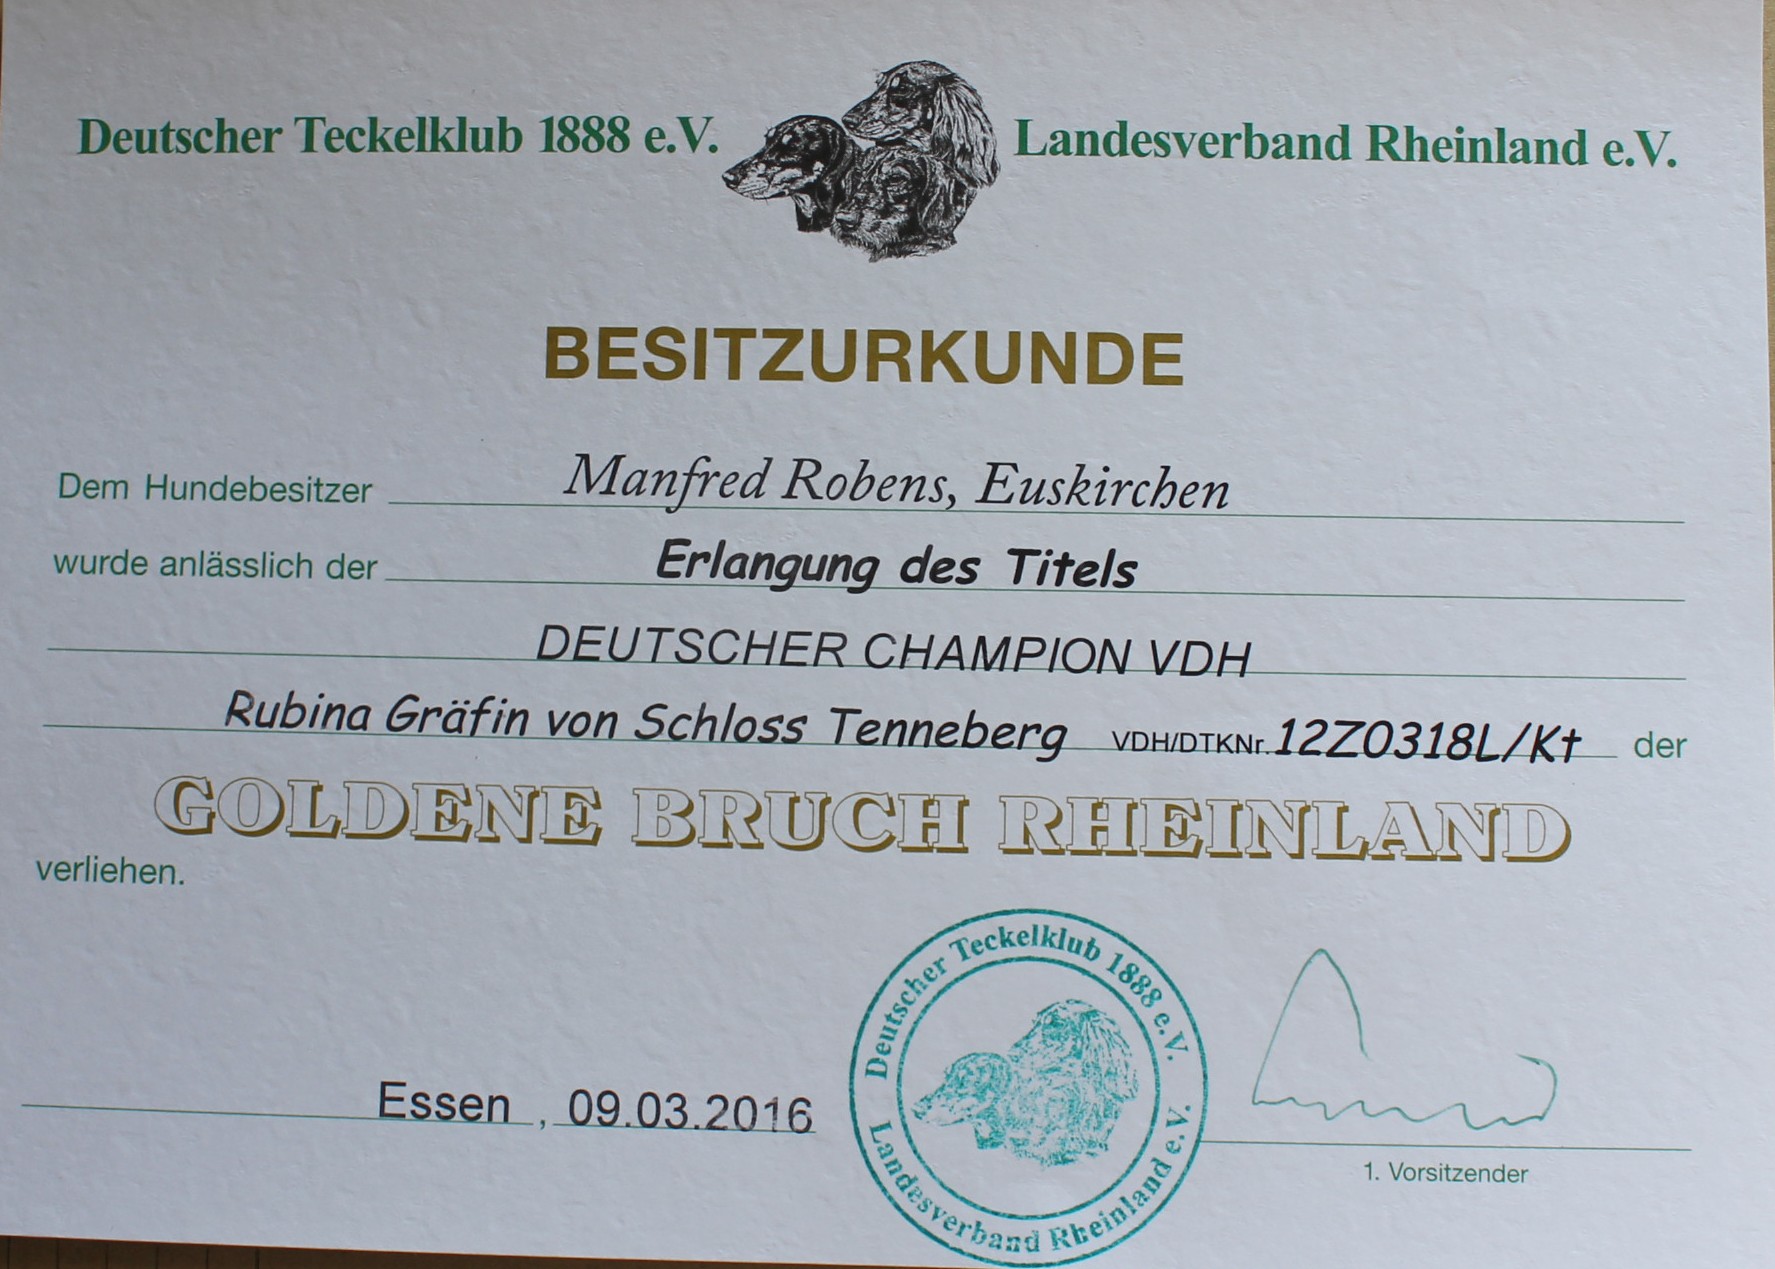 Deutscher Teckelklub 1888 e.V. Landesverband Rheinland e.V.
BESITZURKUNDE
Dem Hundebesitzer Manfred Robens, Euskirchen
wurde anlässlich der Erlangung des Titels
DEUTSCHER CHAMPION VDH
Rubina Gräfin von Schloss Tenneberg VDH/DTKNr. 12Z0318L/Kt der
GOLDENE BRUCH RHEINLAND
verliehen.
Deutscher Teckelklub 1888 e.V.
Landesverband Rheinland e.V.
Essen , 09.03.2016
1. Vorsitzender